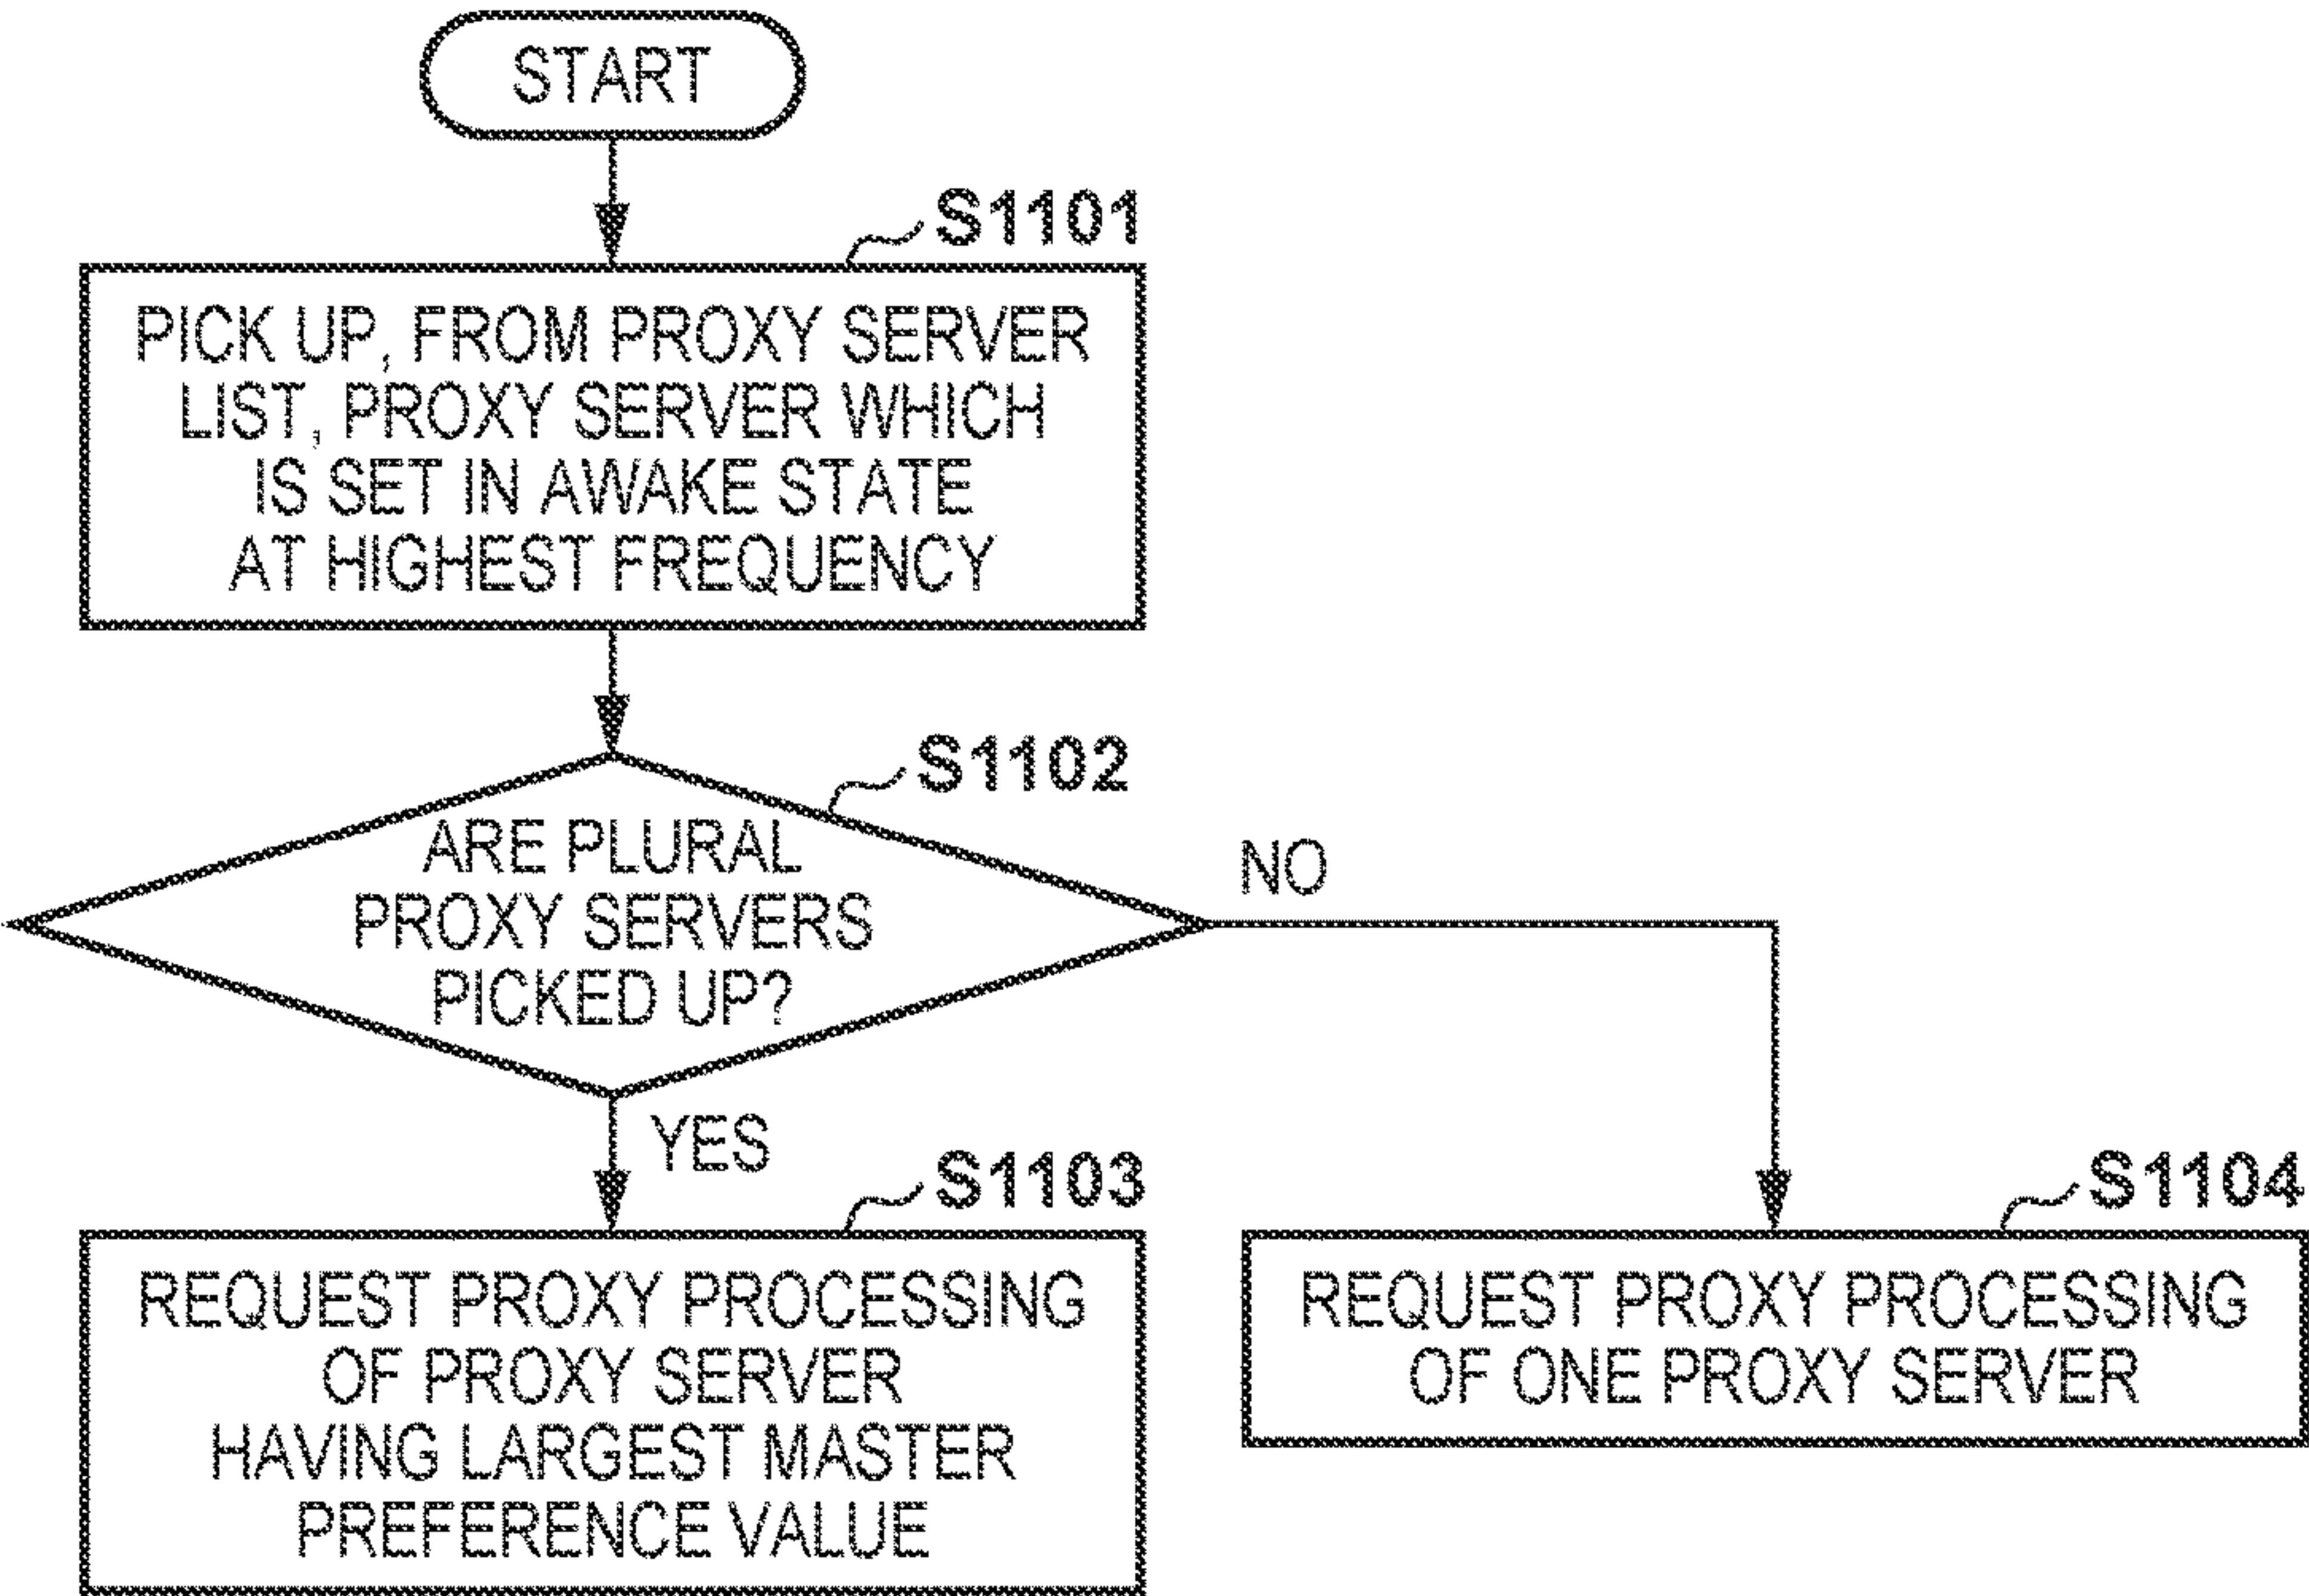 START
S1101
PICK UP, FROM PROXY SERVER
LIST, PROXY SERVER WHICH
IS SET IN AWAKE STATE
AT HIGHEST FREQUENCY
S1102
ARE PLURAL
PROXY SERVERS
PICKED UP?
NO
YES
S1103
REQUEST PROXY PROCESSING
OF PROXY SERVER
HAVING LARGEST MASTER
PREFERENCE VALUE
S1104
REQUEST PROXY PROCESSING
OF ONE PROXY SERVER